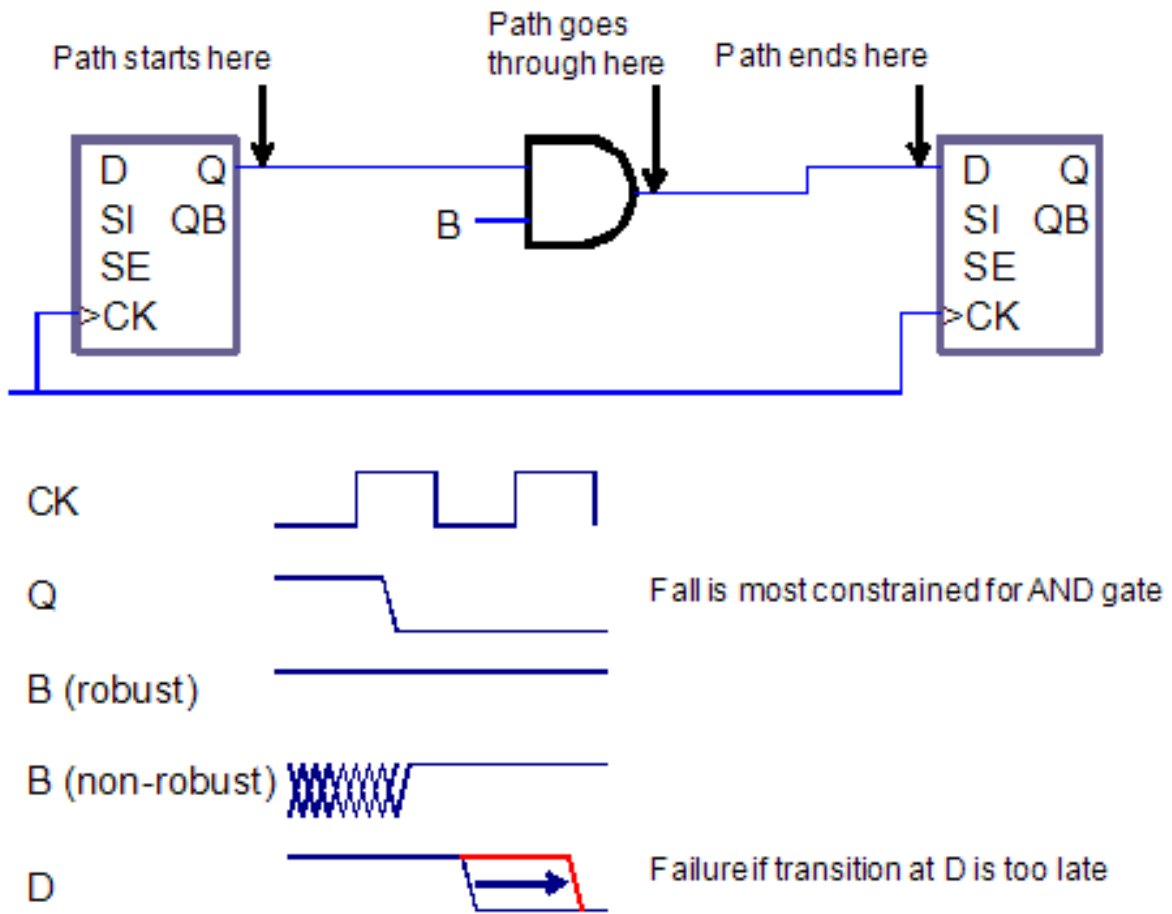 Path starts here
Path goes
through here
Path ends here
D Q
SI QB
SE
>CK
B
D Q
SI QB
SE
>CK
CK
Q
Fall is most constrained for AND gate
B (robust)
B (non-robust)
D
Failure if transition at D is too late